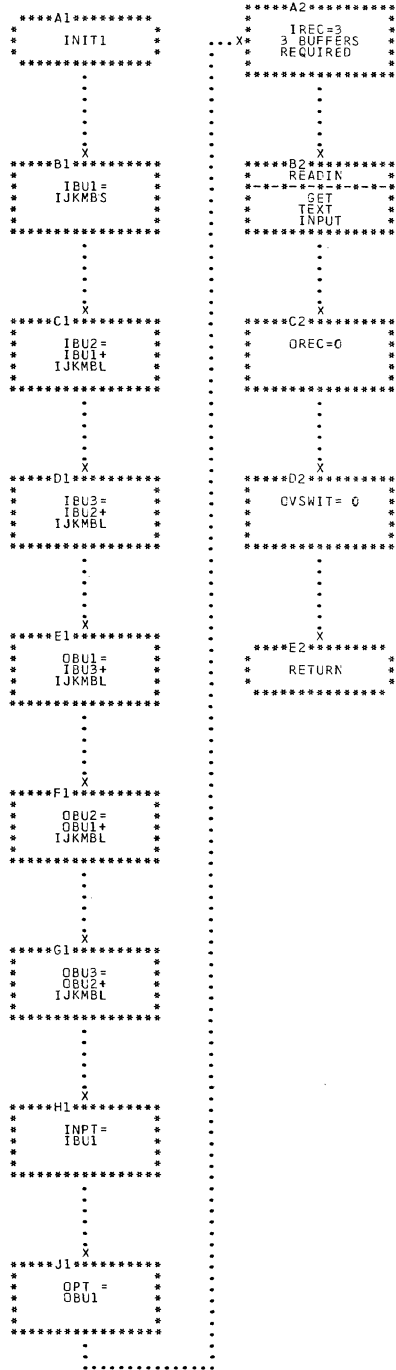 ****A1*********
INIT1
*****B1**********
IBU1=
IJKMBS
*****C1**********
IBU2=
IBU1+
IJKMBL
*****D1**********
IBU3=
IBU2+
IJKMBL
*****E1**********
OBU1=
IBU3+
IJKMBL
*****F1**********
OBU2=
OBU1+
IJKMBL
*****G1**********
OBU3=
OBU2+
IJKMBL
*****H1**********
INPT=
IBU1
*****J1**********
OPT =
OBU1
*****A2**********
IREC=3
3 BUFFERS
REQUIRED
*****B2**********
READIN
GET
TEXT
INPUT
*****C2**********
OREC=0
*****D2**********
OVSWIT= 0
****E2*********
RETURN